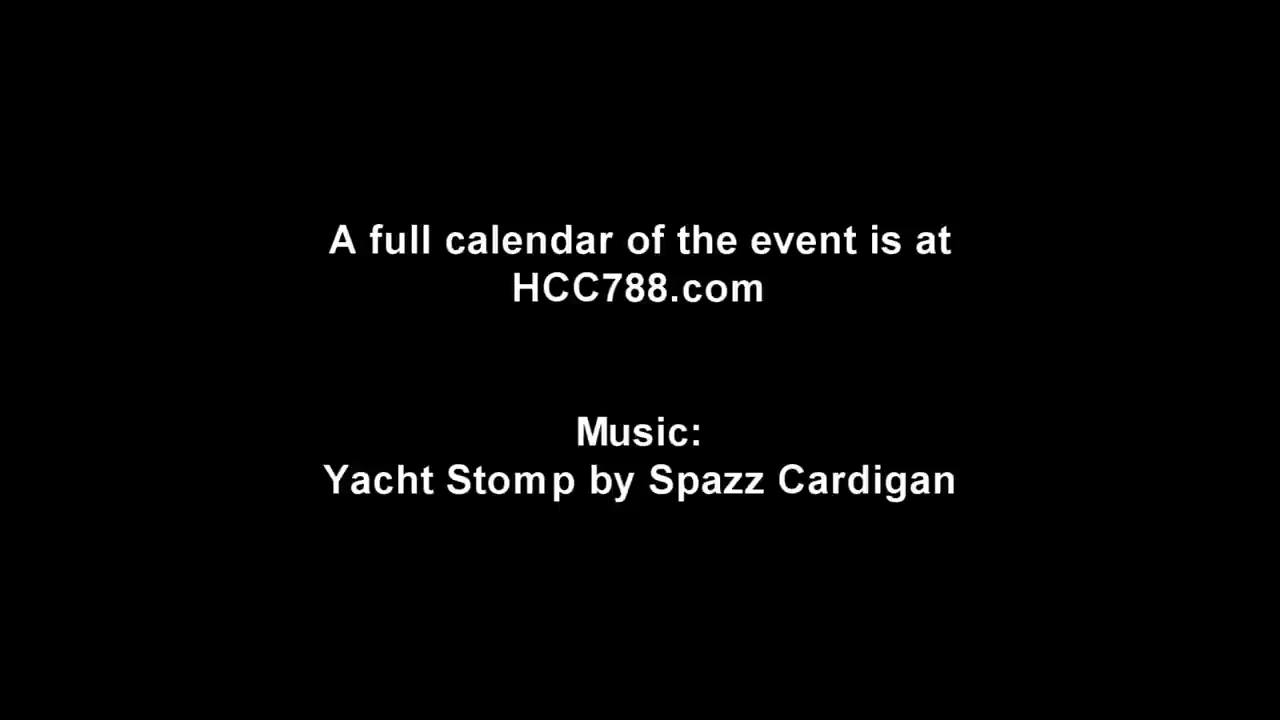 A full calendar of the event is at
HCC788.com
Music:
Yacht Stomp by Spazz Cardigan